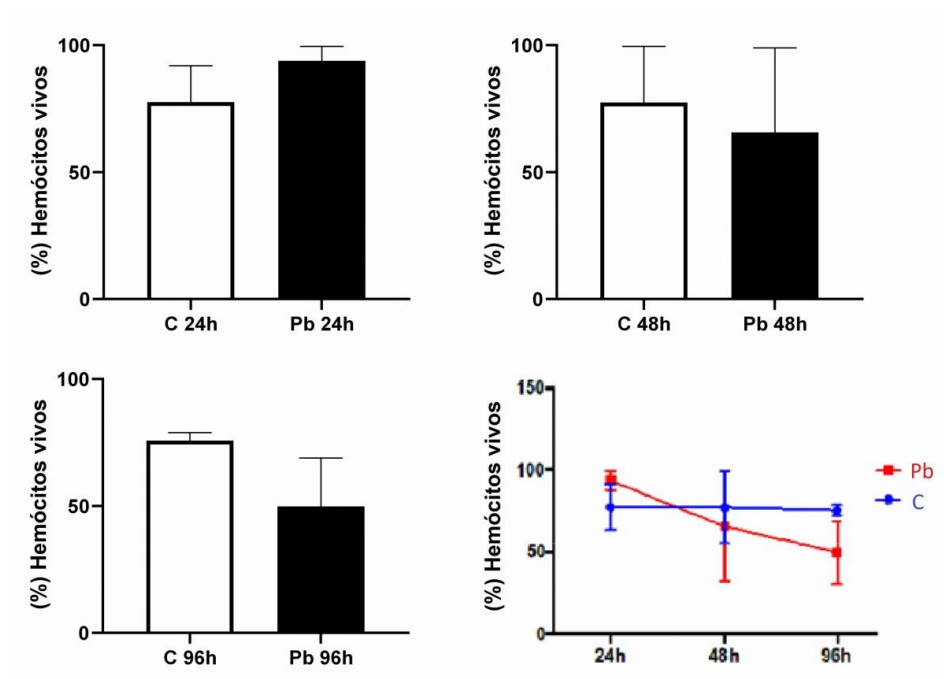 (%) Hemócitos vivos
100
50
0
C 24h Pb 24h
(%) Hemócitos vivos
100
50
0
C 48h Pb 48h
(%) Hemócitos vivos
100
50
0
C 96h Pb 96h
(%) Hemócitos vivos
150
100
50
0
24h 48h 96h
Pb
C